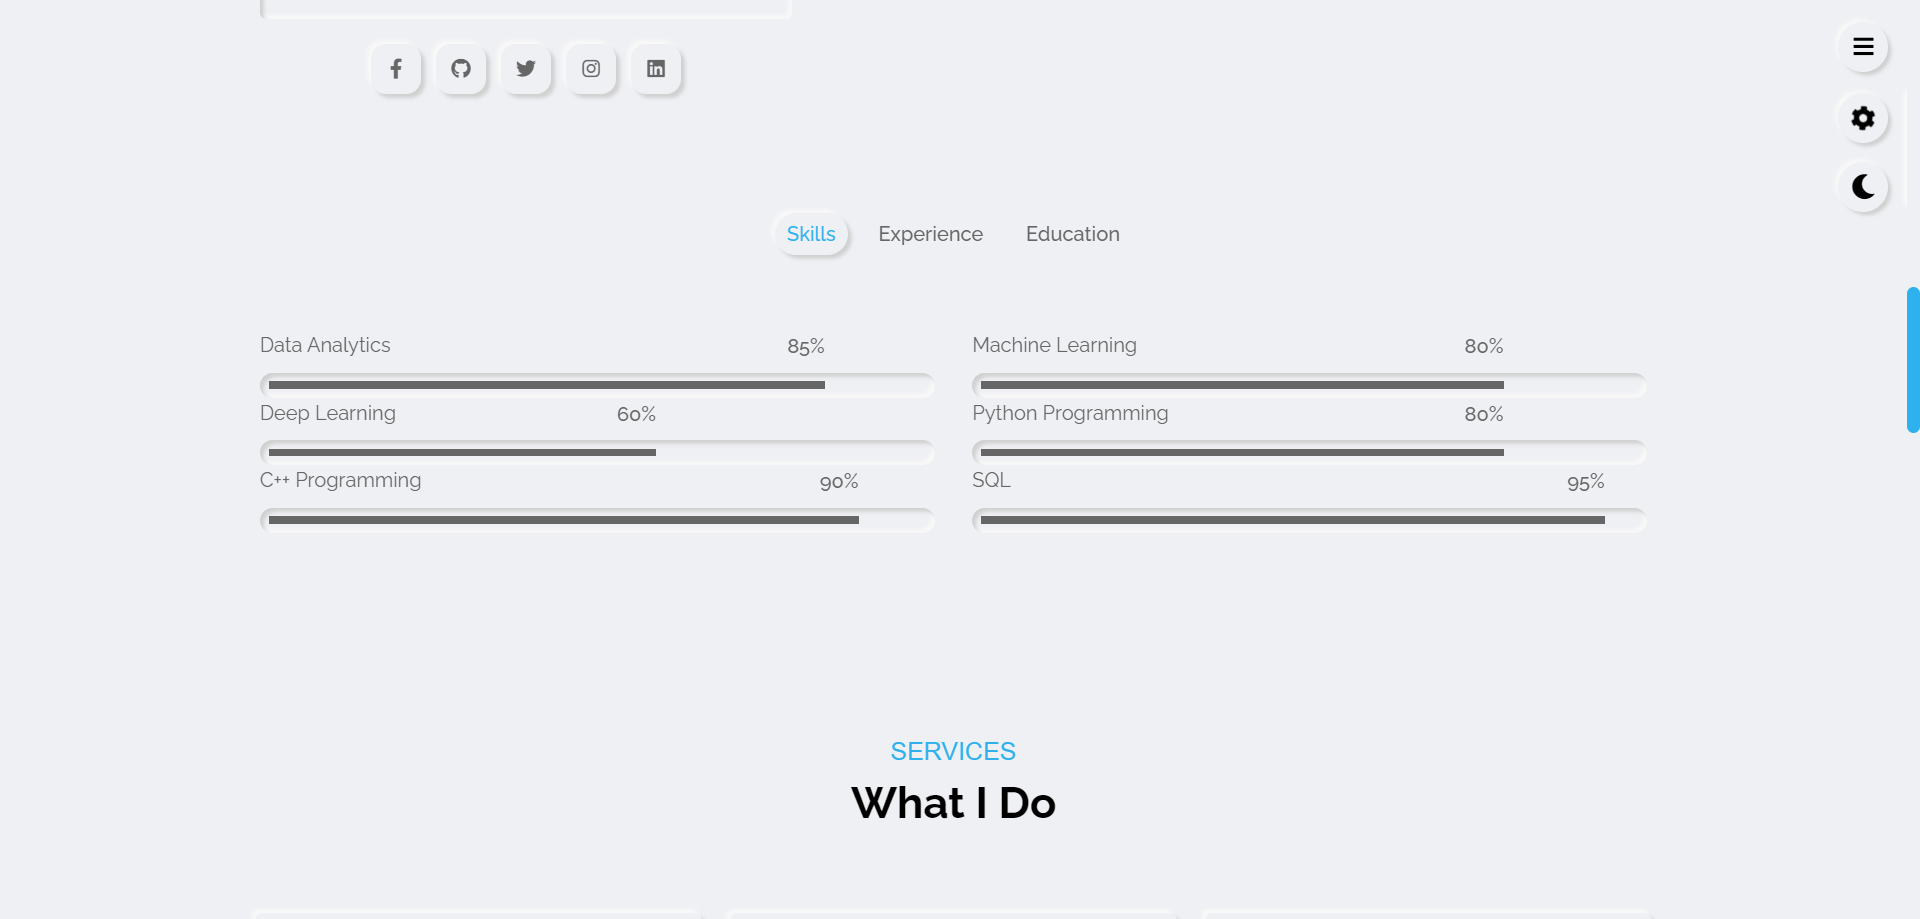 Skills Experience Education
Data Analytics 85%
Machine Learning 80%
Deep Learning 60%
Python Programming 80%
C++ Programming 90%
SQL 95%
SERVICES
What I Do